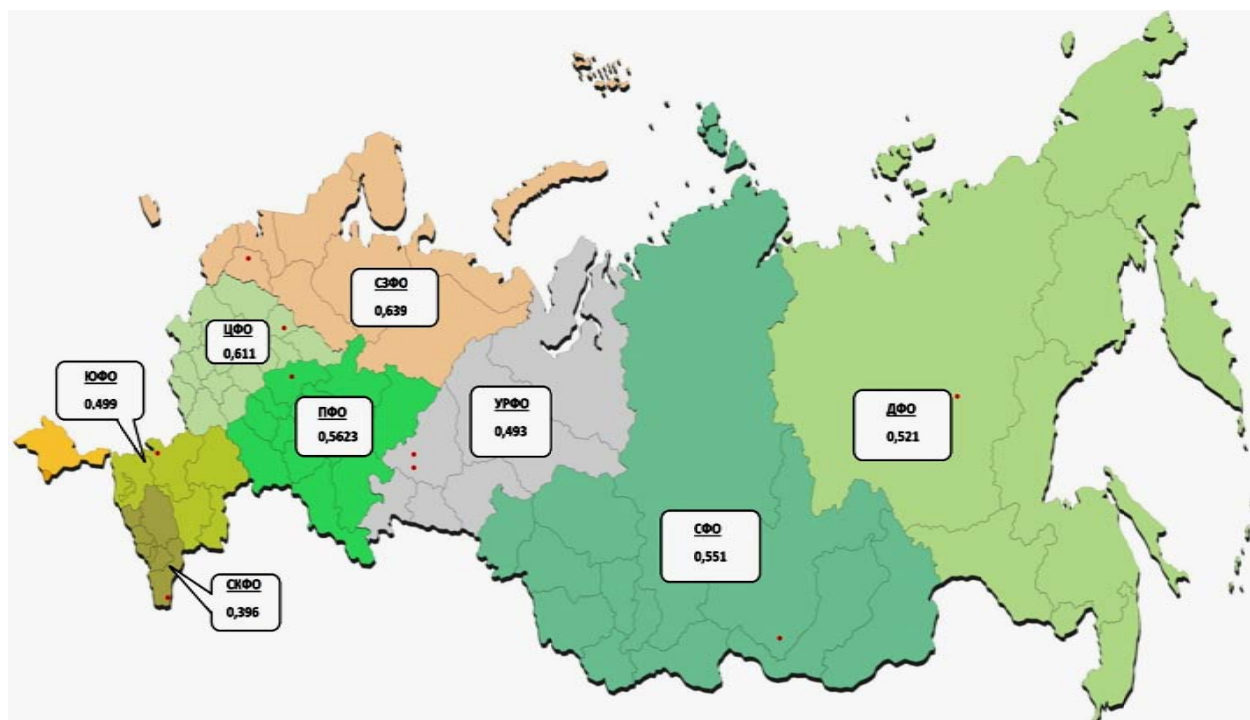 СЗФО
0,639
ЦФО
0,611
ЮФО
0,499
ПФО
0,5623
УРФО
0,493
ДФО
0,521
СФО
0,551
СКФО
0,396